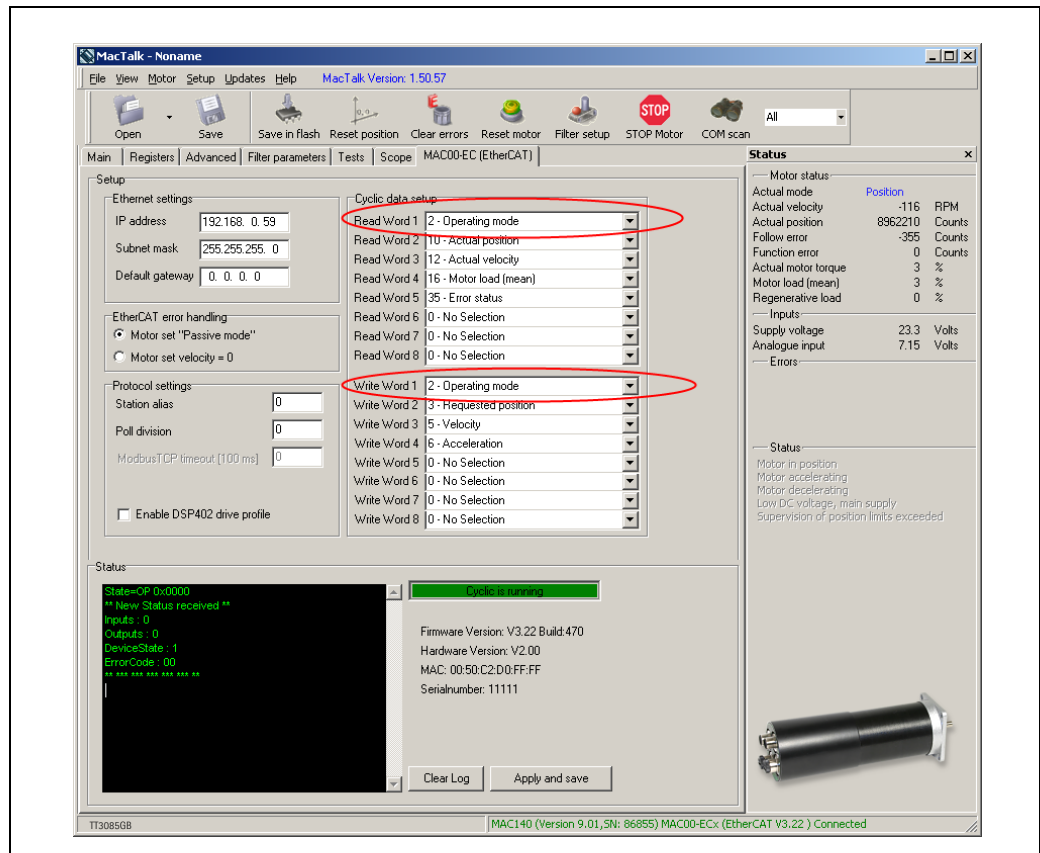 MacTalk - Noname
File View Motor Setup Updates Help MacTalk Version: 1.50.57
Open Save Save in flash Reset position Clear errors Reset motor Filter setup STOP Motor COM scan
STOP
All
Main Registers Advanced Filter parameters Tests Scope MAC00-EC (EtherCAT)
Setup
Ethernet settings
IP address 192.168. 0. 59
Subnet mask 255.255.255. 0
Default gateway 0. 0. 0. 0
EtherCAT error handling
Motor set "Passive mode"
Motor set velocity = 0
Protocol settings
Station alias 0
Poll division 0
ModbusTCP timeout [100 ms] 0
Enable DSP402 drive profile
Cyclic data setup
Read Word 1 2 - Operating mode
Read Word 2 10 - Actual position
Read Word 3 12 - Actual velocity
Read Word 4 16 - Motor load (mean)
Read Word 5 35 - Error status
Read Word 6 0 - No Selection
Read Word 7 0 - No Selection
Read Word 8 0 - No Selection
Write Word 1 2 - Operating mode
Write Word 2 3 - Requested position
Write Word 3 5 - Velocity
Write Word 4 6 - Acceleration
Write Word 5 0 - No Selection
Write Word 6 0 - No Selection
Write Word 7 0 - No Selection
Write Word 8 0 - No Selection
Status
State=OP 0x0000
** New Status received **
Inputs : 0
Outputs : 0
DeviceState : 1
ErrorCode : 00
** *** *** *** *** *** **
Cyclic is running
Firmware Version: V3.22 Build:470
Hardware Version: V2.00
MAC: 00:50:C2:D0:FF:FF
Serialnumber: 11111
Clear Log Apply and save
Status
Motor status
Actual mode Position
Actual velocity -116 RPM
Actual position 8962210 Counts
Follow error -355 Counts
Function error 0 Counts
Actual motor torque 3 %
Motor load (mean) 3 %
Regenerative load 0 %
Inputs
Supply voltage 23.3 Volts
Analogue input 7.15 Volts
Errors
Status
Motor in position
Motor accelerating
Motor decelerating
Low DC voltage, main supply
Supervision of position limits exceeded
TT3085GB
MAC140 (Version 9.01,SN: 86855) MAC00-ECx (EtherCAT V3.22 ) Connected